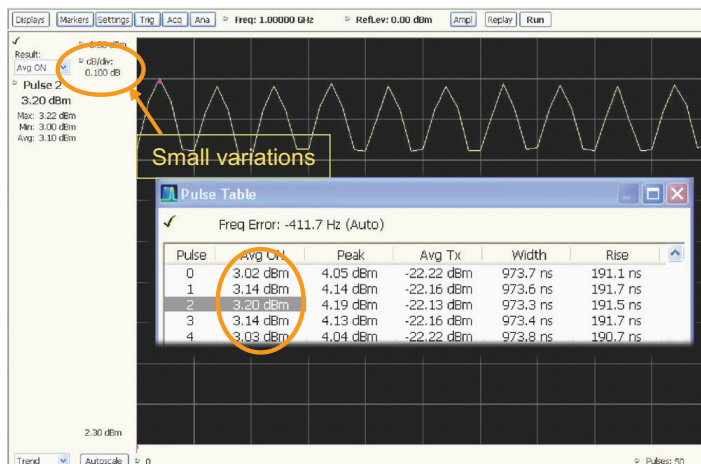 Displays Markers Settings Trig Acq Ana Freq: 1.00000 GHz RefLev: 0.00 dBm Ampl Replay Run
Result:
Avg ON
dB/div:
0.100 dB
Pulse 2
3.20 dBm
Max: 3.22 dBm
Min: 3.00 dBm
Avg: 3.10 dBm
Small variations
Pulse Table
Freq Error: -411.7 Hz (Auto)
Pulse Avg ON Peak Avg Tx Width Rise
0 3.02 dBm 4.05 dBm -22.22 dBm 973.7 ns 191.1 ns
1 3.14 dBm 4.14 dBm -22.16 dBm 973.6 ns 191.7 ns
2 3.20 dBm 4.19 dBm -22.13 dBm 973.3 ns 191.5 ns
3 3.14 dBm 4.13 dBm -22.16 dBm 973.4 ns 191.7 ns
4 3.03 dBm 4.04 dBm -22.22 dBm 973.8 ns 190.7 ns
2.30 dBm
Trend Autoscale 0 Pulses: 50